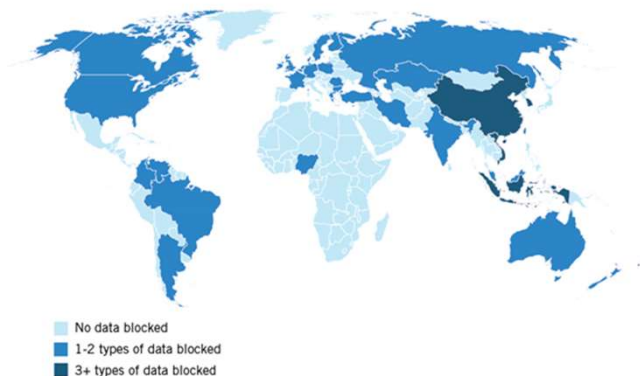 No data blocked
1-2 types of data blocked
3+ types of data blocked